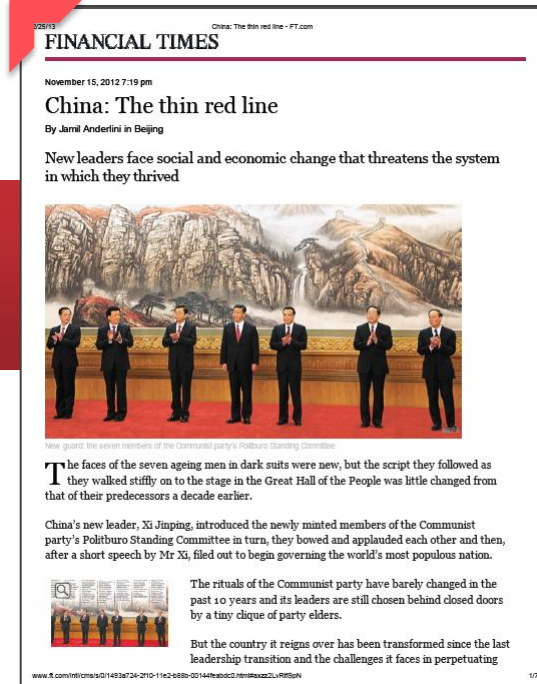 2/25/13
China: The thin red line - FT.com
FINANCIAL TIMES
November 15, 2012 7:19 pm
China: The thin red line
By Jamil Anderlini in Beijing
New leaders face social and economic change that threatens the system
in which they thrived
New guard: the seven members of the Communist party's Politburo Standing Committee
The faces of the seven ageing men in dark suits were new, but the script they followed as
they walked stiffly on to the stage in the Great Hall of the People was little changed from
that of their predecessors a decade earlier.
China's new leader, Xi Jinping, introduced the newly minted members of the Communist
party's Politburo Standing Committee in turn, they bowed and applauded each other and then,
after a short speech by Mr Xi, filed out to begin governing the world's most populous nation.
The rituals of the Communist party have barely changed in the
past 10 years and its leaders are still chosen behind closed doors
by a tiny clique of party elders.
But the country it reigns over has been transformed since the last
leadership transition and the challenges it faces in perpetuating
1/7